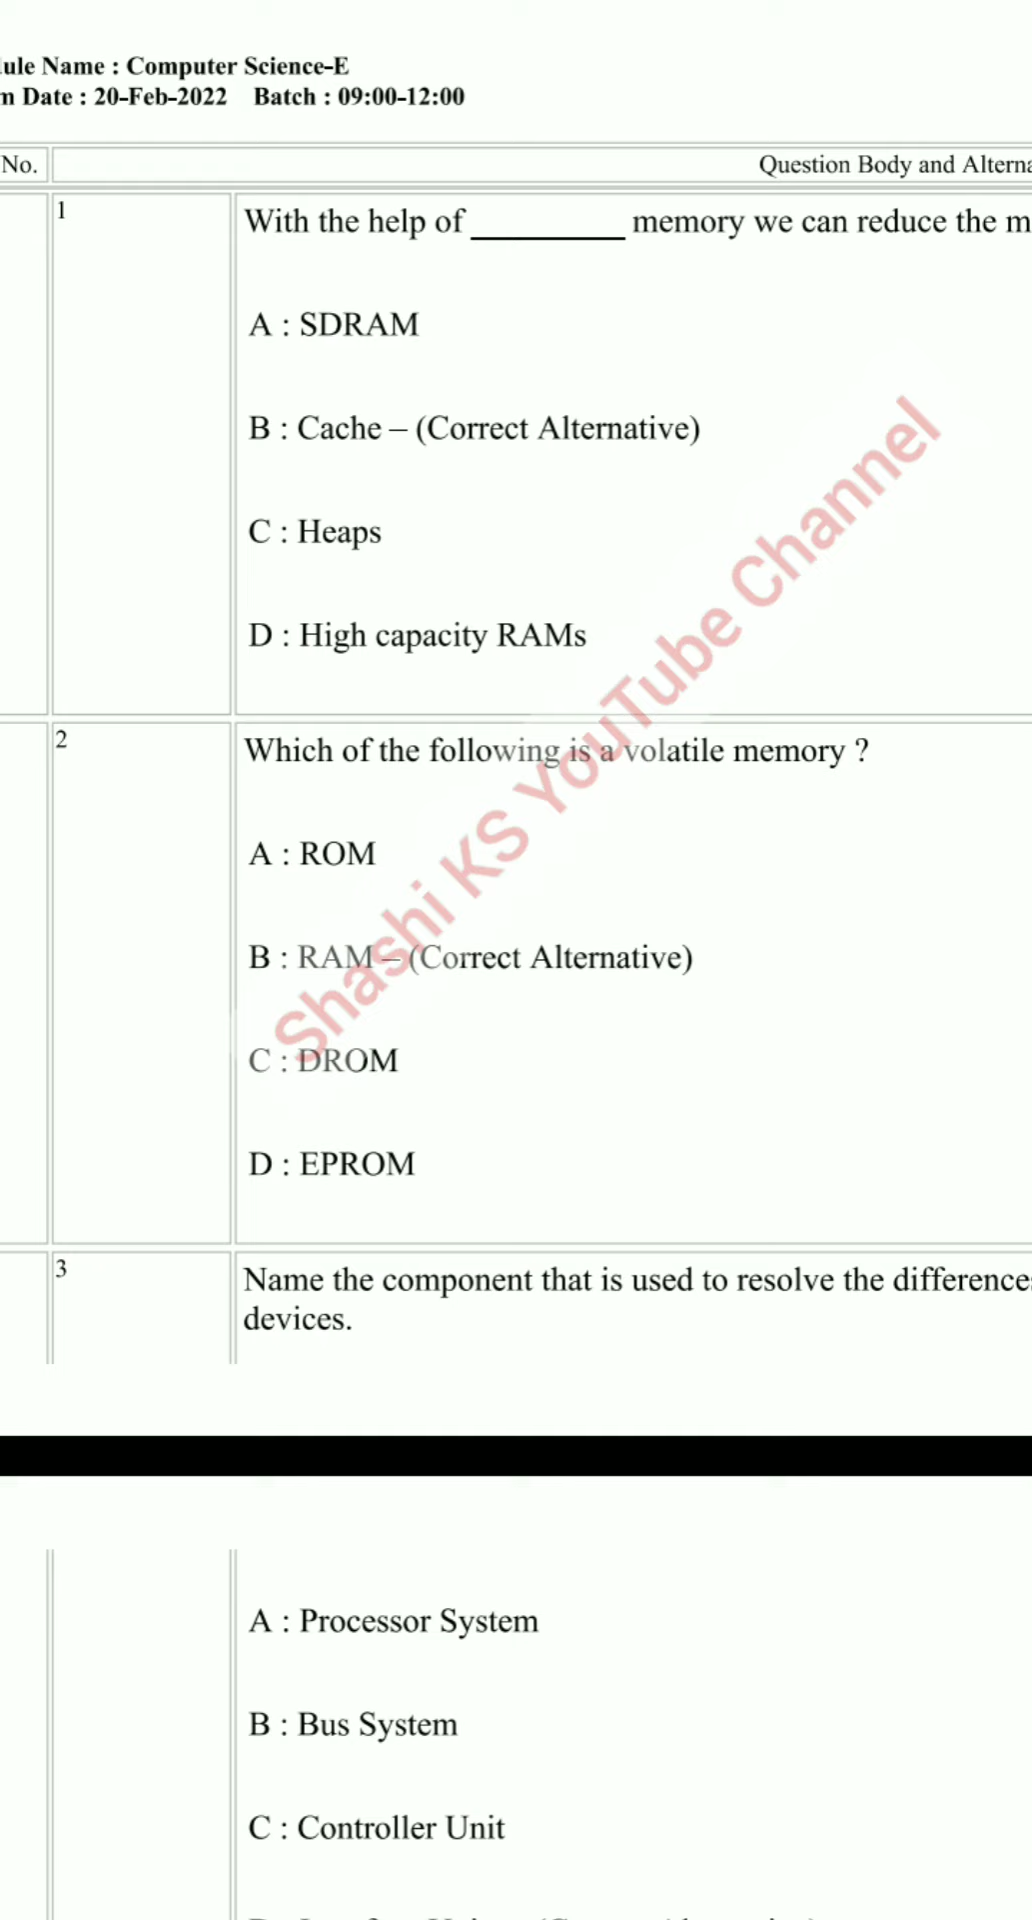 ule Name : Computer Science-E
m Date : 20-Feb-2022 Batch : 09:00-12:00
No.
Question Body and Alterna
1
With the help of __________ memory we can reduce the m
A : SDRAM
B : Cache – (Correct Alternative)
C : Heaps
D : High capacity RAMs
2
Which of the following is a volatile memory ?
A : ROM
B : RAM – (Correct Alternative)
C : DROM
D : EPROM
Shashi KS YouTube Channel
3
Name the component that is used to resolve the difference
devices.
A : Processor System
B : Bus System
C : Controller Unit